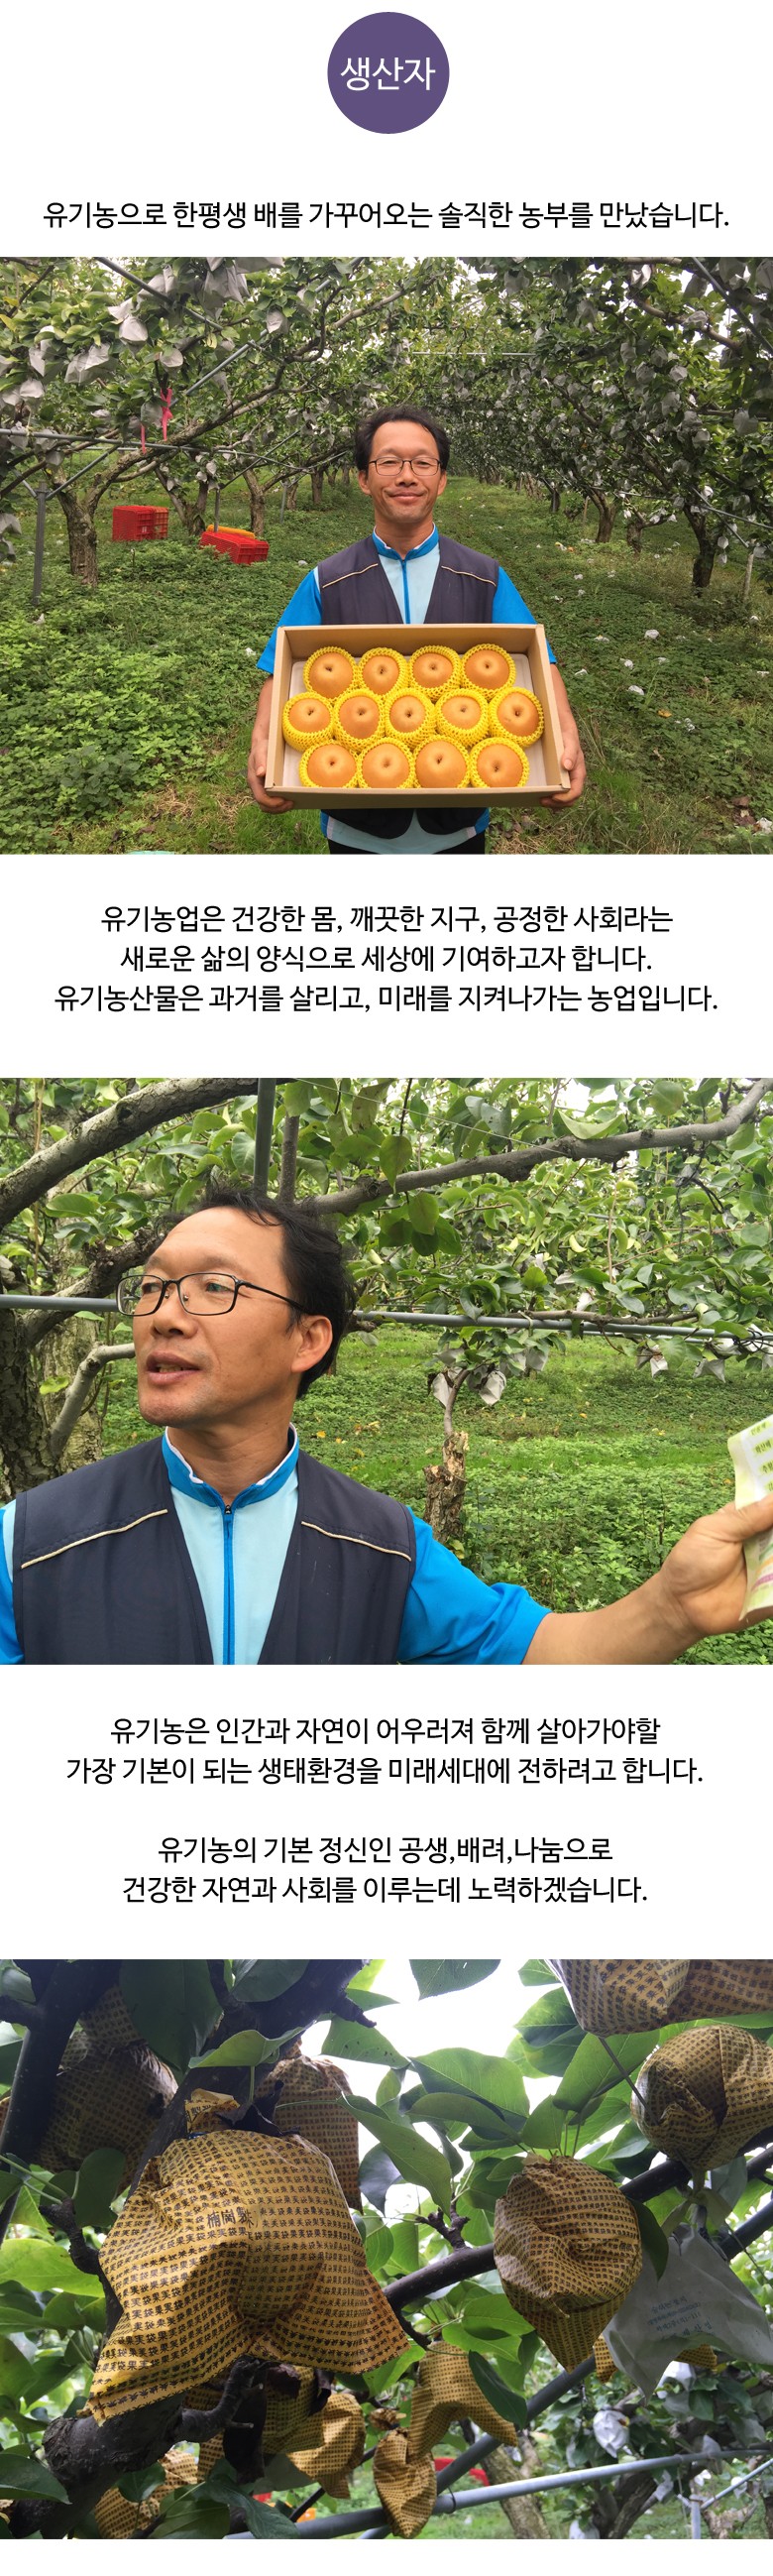 생산자
유기농으로 한평생 배를 가꾸어오는 솔직한 농부를 만났습니다.
유기농업은 건강한 몸, 깨끗한 지구, 공정한 사회라는
새로운 삶의 양식으로 세상에 기여하고자 합니다.
유기농산물은 과거를 살리고, 미래를 지켜나가는 농업입니다.
유기농은 인간과 자연이 어우러져 함께 살아가야할
가장 기본이 되는 생태환경을 미래세대에 전하려고 합니다.
유기농의 기본 정신인 공생,배려,나눔으로
건강한 자연과 사회를 이루는데 노력하겠습니다.